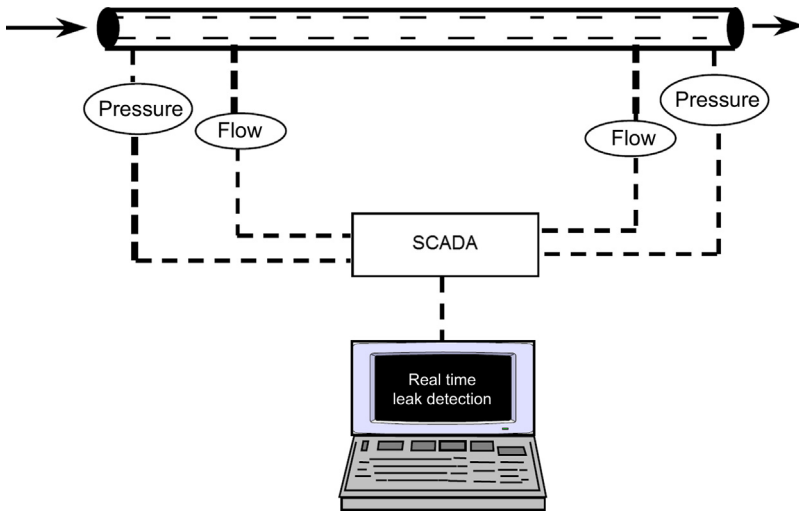 Pressure
Pressure
Flow
Flow
SCADA
Real time
leak detection